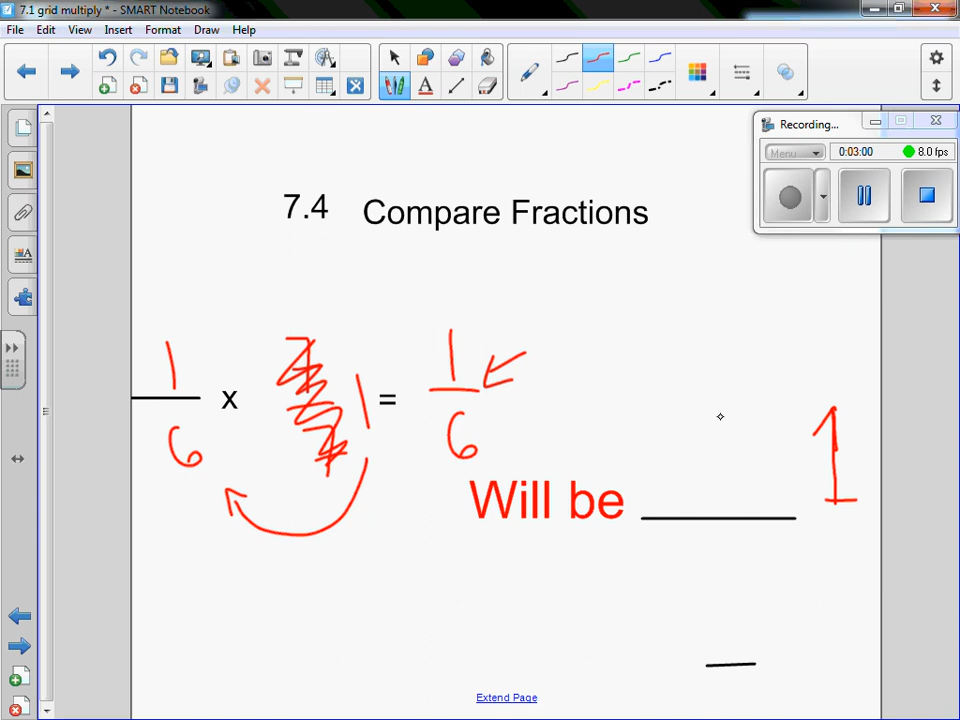 7.1 grid multiply * - SMART Notebook
File Edit View Insert Format Draw Help
Recording...
Menu 0:03:00 8.0 fps
7.4 Compare Fractions
1 1
6 x 1 = 6
1
Will be ______
Extend Page